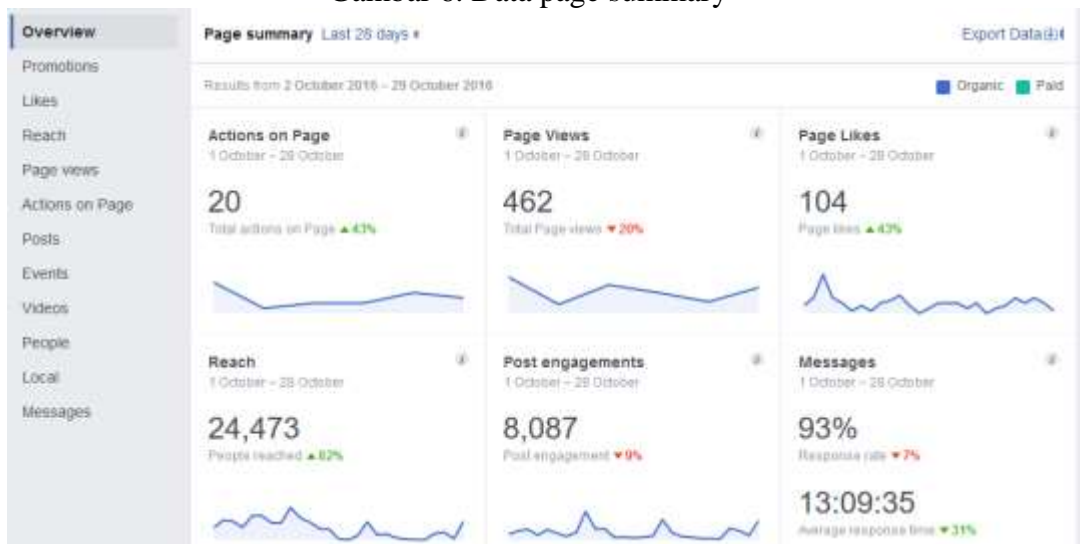 Gambar 6. Data page summary
Overview
Promotions
Likes
Reach
Page views
Actions on Page
Posts
Events
Videos
People
Local
Messages
Page summary Last 28 days
Export Data
Results from 2 October 2016 – 29 October 2016
Organic Paid
Actions on Page
1 October – 28 October
20
Total actions on Page ▲43%
Page Views
1 October – 28 October
462
Total Page views ▼20%
Page Likes
1 October – 28 October
104
Page likes ▲43%
Reach
1 October – 28 October
24,473
People reached ▲82%
Post engagements
1 October – 28 October
8,087
Post engagement ▼9%
Messages
1 October – 28 October
93%
Response rate ▼7%
13:09:35
Average response time ▼31%